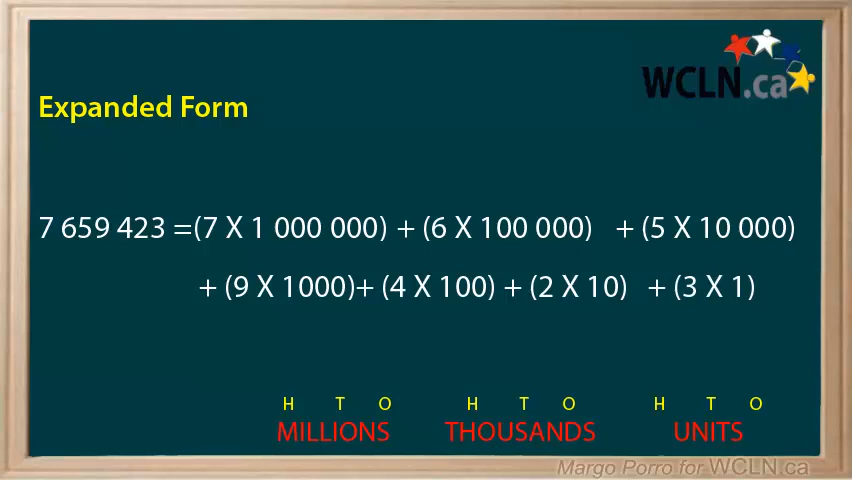 WCLN.ca
Expanded Form
7 659 423 =(7 X 1 000 000) + (6 X 100 000) + (5 X 10 000)
+ (9 X 1000)+ (4 X 100) + (2 X 10) + (3 X 1)
H T O H T O H T O
MILLIONS THOUSANDS UNITS
Margo Porro for WCLN.ca